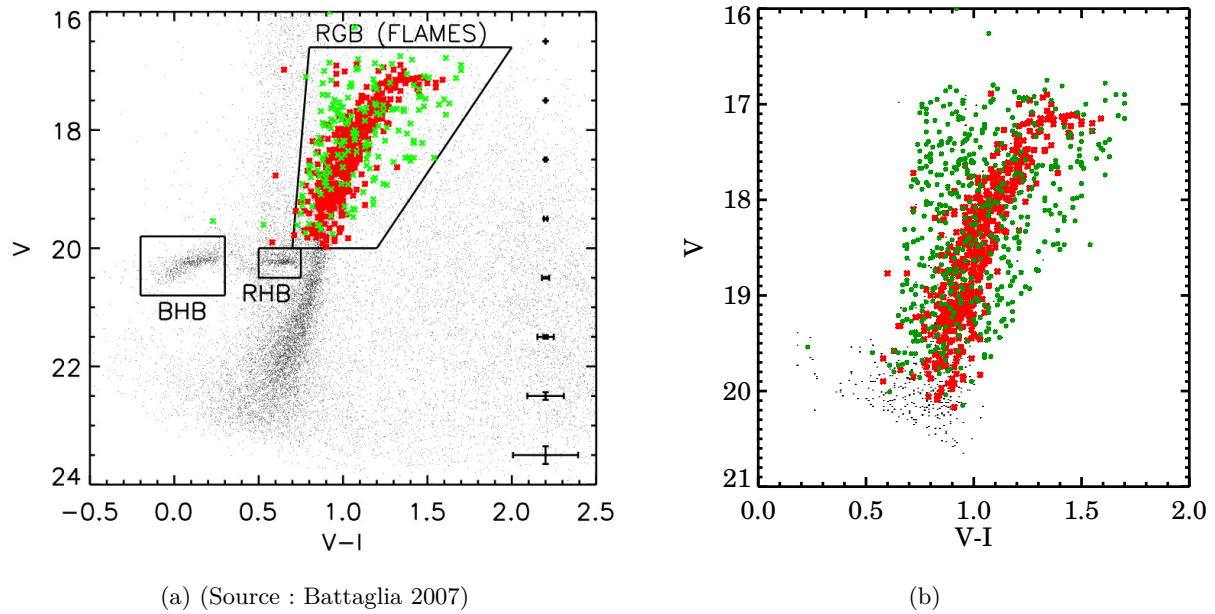 RGB (FLAMES)
BHB
RHB
16
18
20
22
24
V
-0.5 0.0 0.5 1.0 1.5 2.0 2.5
V-I
(a) (Source : Battaglia 2007)
16
17
18
19
20
21
V
0.0 0.5 1.0 1.5 2.0
V-I
(b)